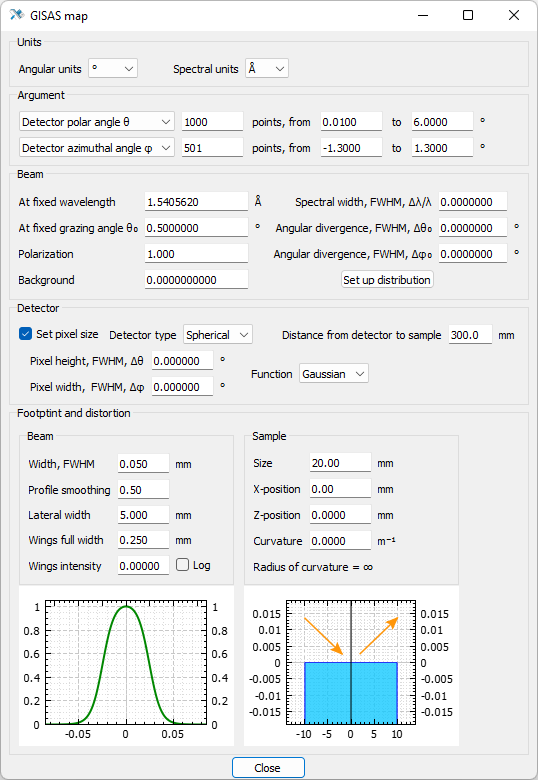 GISAS map
Units
Angular units ° Spectral units Å
Argument
Detector polar angle θ 1000 points, from 0.0100 to 6.0000 °
Detector azimuthal angle φ 501 points, from -1.3000 to 1.3000 °
Beam
At fixed wavelength 1.5405620 Å Spectral width, FWHM, Δλ/λ 0.0000000
At fixed grazing angle θ₀ 0.5000000 ° Angular divergence, FWHM, Δθ₀ 0.0000000 °
Polarization 1.000 Angular divergence, FWHM, Δφ₀ 0.0000000 °
Background 0.0000000000 Set up distribution
Detector
Set pixel size Detector type Spherical Distance from detector to sample 300.0 mm
Pixel height, FWHM, Δθ 0.000000 °
Function Gaussian
Pixel width, FWHM, Δφ 0.000000 °
Footptint and distortion
Beam
Width, FWHM 0.050 mm
Profile smoothing 0.50
Lateral width 5.000 mm
Wings full width 0.250 mm
Wings intensity 0.00000 Log
1 1
0.8 0.8
0.6 0.6
0.4 0.4
0.2 0.2
0 0
-0.05 0 0.05
Sample
Size 20.00 mm
X-position 0.00 mm
Z-position 0.0000 mm
Curvature 0.0000 m⁻¹
Radius of curvature = ∞
0.015 0.015
0.01 0.01
0.005 0.005
0 0
-0.005 -0.005
-0.01 -0.01
-0.015 -0.015
-10 -5 0 5 10
Close